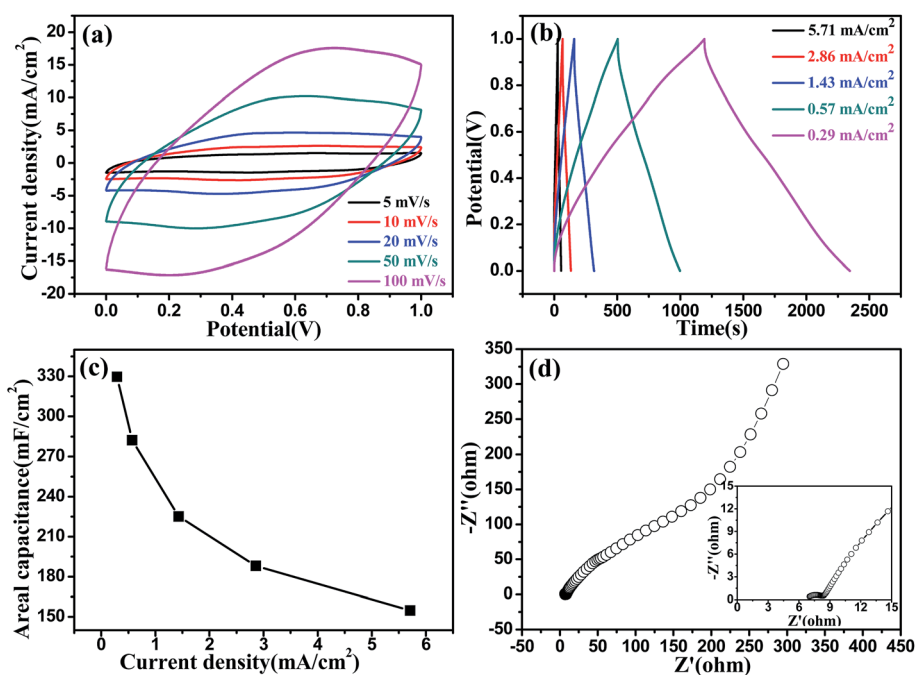 (a)
Current density(mA/cm²)
20
15
10
5
0
-5
-10
-15
-20
0.0 0.2 0.4 0.6 0.8 1.0
Potential(V)
5 mV/s
10 mV/s
20 mV/s
50 mV/s
100 mV/s
(b)
Potential(V)
1.0
0.8
0.6
0.4
0.2
0.0
0 500 1000 1500 2000 2500
Time(s)
5.71 mA/cm²
2.86 mA/cm²
1.43 mA/cm²
0.57 mA/cm²
0.29 mA/cm²
(c)
Areal capacitance(mF/cm²)
360
330
300
270
240
210
180
150
0 1 2 3 4 5 6
Current density(mA/cm²)
(d)
-Z''(ohm)
350
300
250
200
150
100
50
0
-50
-50 0 50 100 150 200 250 300 350 400 450
Z'(ohm)
-Z''(ohm)
15
12
9
6
3
0
0 3 6 9 12 15
Z'(ohm)